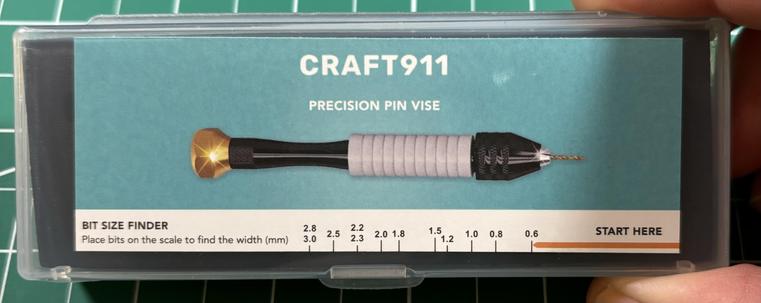 CRAFT911
PRECISION PIN VISE
BIT SIZE FINDER
Place bits on the scale to find the width (mm)
2.8 2.2 1.5
3.0 2.5 2.3 2.0 1.8 1.2 1.0 0.8 0.6
START HERE